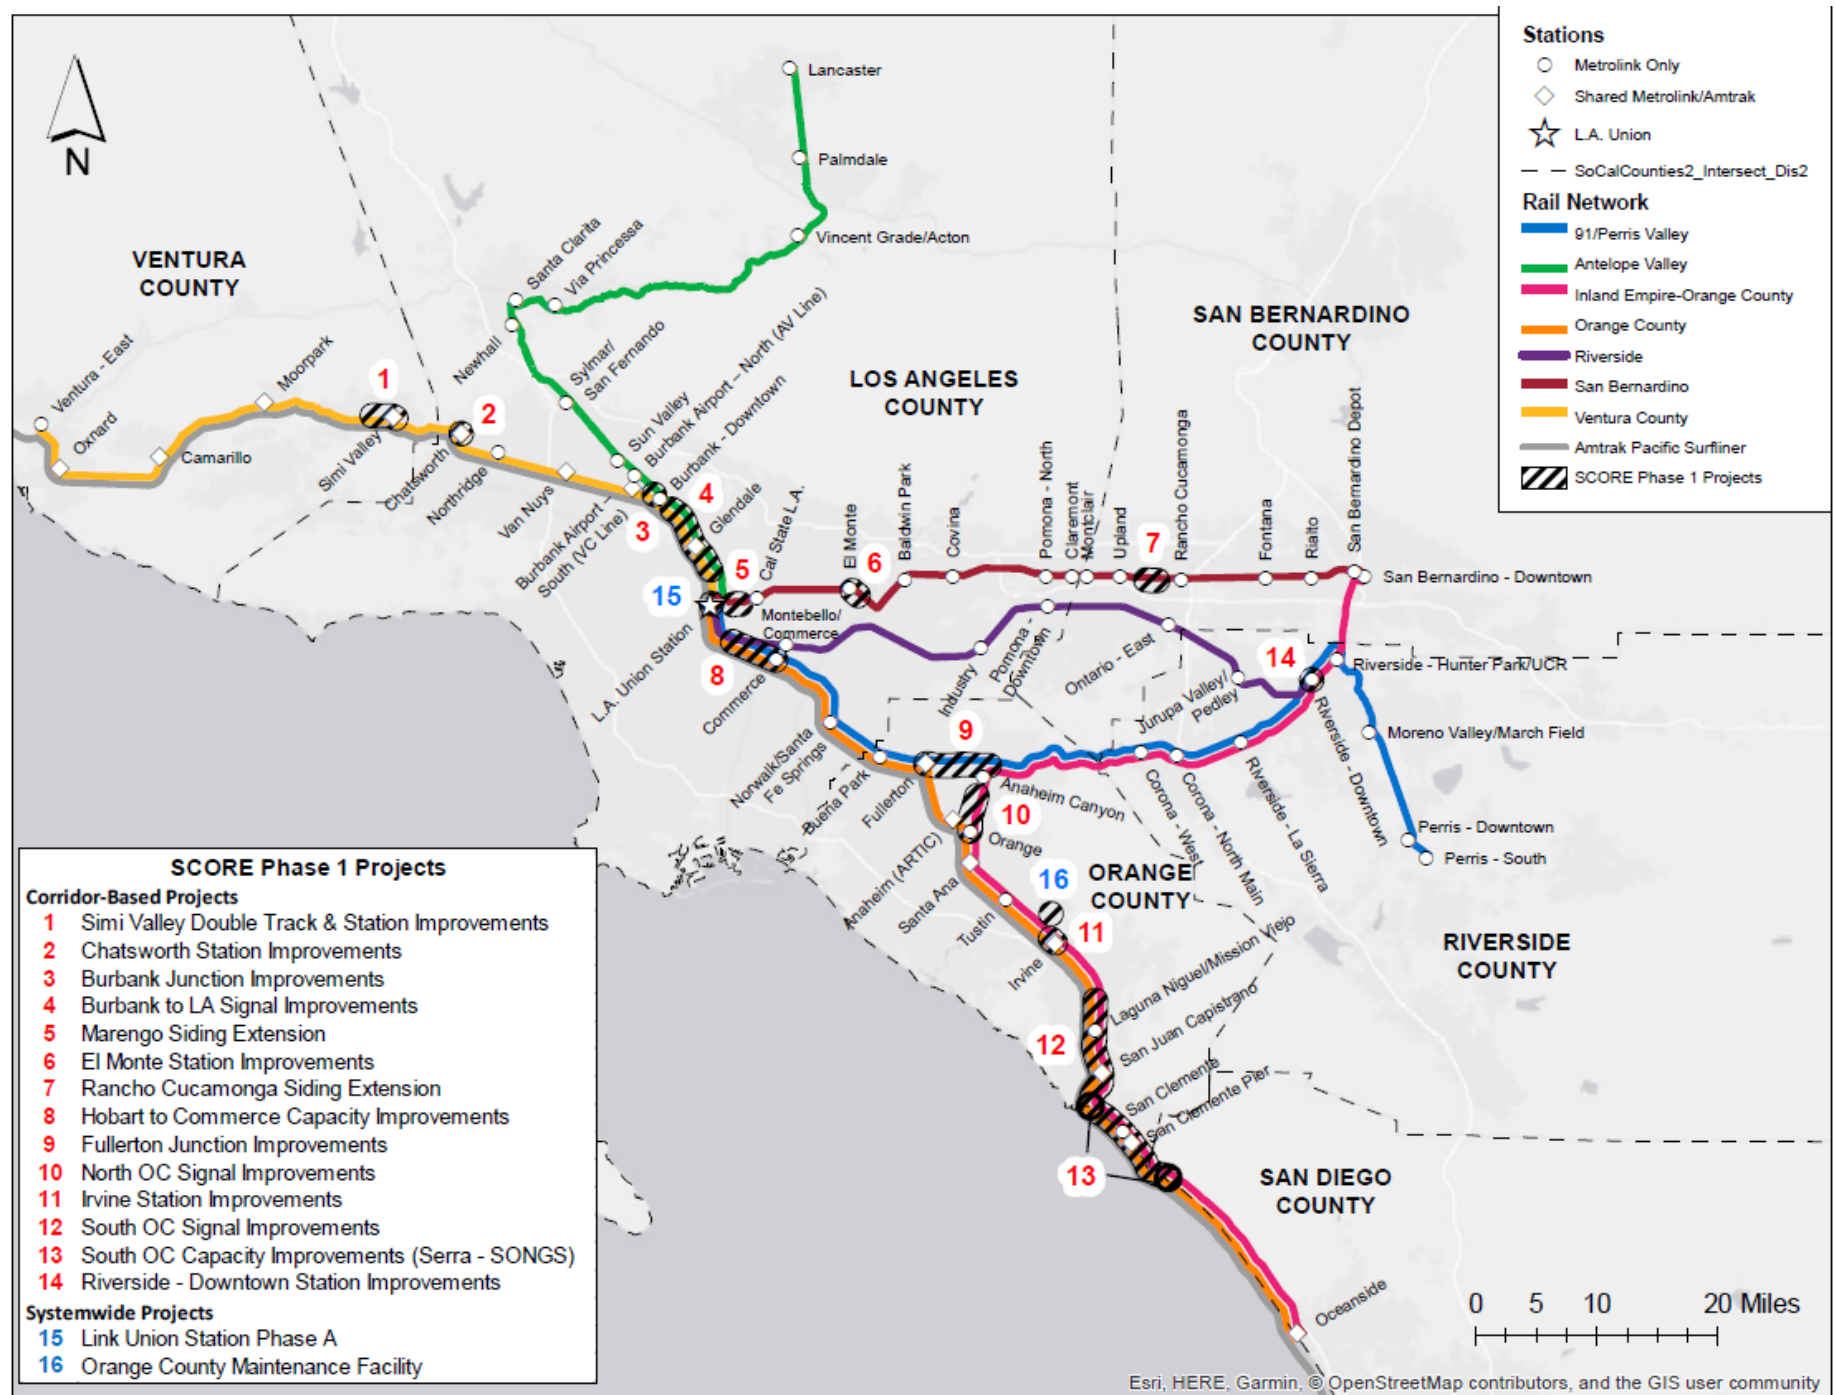 N
VENTURA
COUNTY
LOS ANGELES
COUNTY
SAN BERNARDINO
COUNTY
ORANGE
COUNTY
RIVERSIDE
COUNTY
SAN DIEGO
COUNTY
Lancaster
Palmdale
Vincent Grade/Acton
Santa Clarita
Via Princessa
Newhall
Sylmar/
San Fernando
Sun Valley
Burbank Airport – North (AV Line)
Burbank - Downtown
Glendale
Ventura - East
Oxnard
Camarillo
Moorpark
Simi Valley
Chatsworth
Northridge
Van Nuys
Burbank Airport -
South (VC Line)
L.A. Union Station
Cal State L.A.
El Monte
Baldwin Park
Covina
Pomona - North
Claremont
Montclair
Upland
Rancho Cucamonga
Fontana
Rialto
San Bernardino Depot
San Bernardino - Downtown
Montebello/
Commerce
Industry
Pomona -
Downtown
Ontario - East
Jurupa Valley/
Pedley
Riverside - Hunter Park/UCR
Riverside - Downtown
Moreno Valley/March Field
Perris - Downtown
Perris - South
Commerce
Norwalk/Santa
Fe Springs
Buena Park
Fullerton
Anaheim Canyon
Corona - West
Corona - North Main
Riverside - La Sierra
Anaheim (ARTIC)
Orange
Santa Ana
Tustin
Irvine
Laguna Niguel/Mission Viejo
San Juan Capistrano
San Clemente
San Clemente Pier
Oceanside
1
2
3
4
5
6
7
8
9
10
11
12
13
14
15
16
Stations
Metrolink Only
Shared Metrolink/Amtrak
L.A. Union
SoCalCounties2_Intersect_Dis2
Rail Network
91/Perris Valley
Antelope Valley
Inland Empire-Orange County
Orange County
Riverside
San Bernardino
Ventura County
Amtrak Pacific Surfliner
SCORE Phase 1 Projects
SCORE Phase 1 Projects
Corridor-Based Projects
1 Simi Valley Double Track & Station Improvements
2 Chatsworth Station Improvements
3 Burbank Junction Improvements
4 Burbank to LA Signal Improvements
5 Marengo Siding Extension
6 El Monte Station Improvements
7 Rancho Cucamonga Siding Extension
8 Hobart to Commerce Capacity Improvements
9 Fullerton Junction Improvements
10 North OC Signal Improvements
11 Irvine Station Improvements
12 South OC Signal Improvements
13 South OC Capacity Improvements (Serra - SONGS)
14 Riverside - Downtown Station Improvements
Systemwide Projects
15 Link Union Station Phase A
16 Orange County Maintenance Facility
0 5 10 20 Miles
Esri, HERE, Garmin, © OpenStreetMap contributors, and the GIS user community